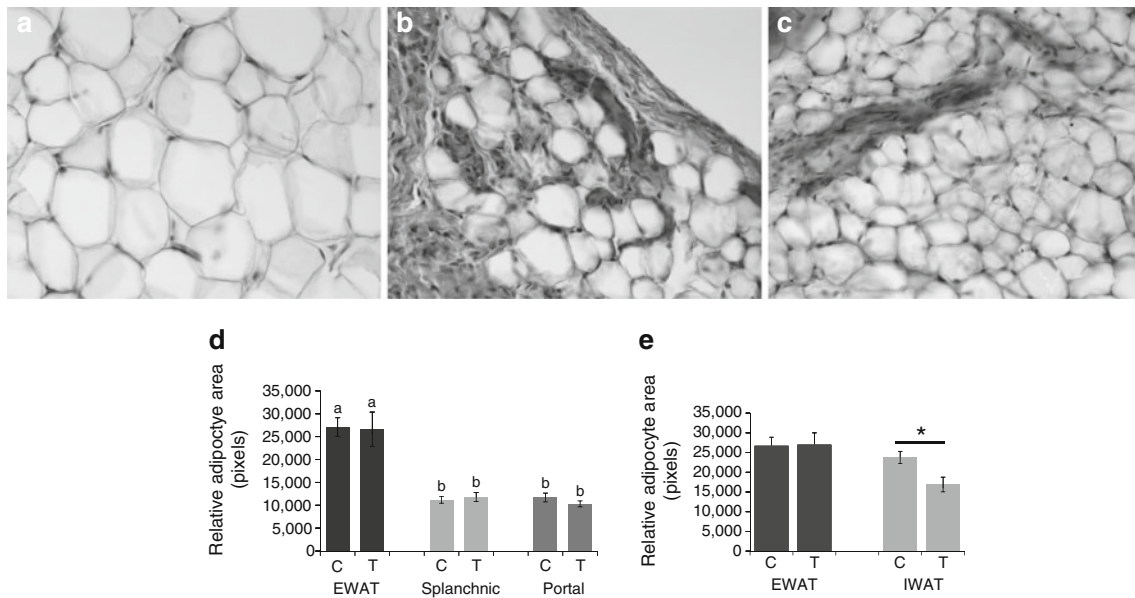 a
b
c
d
Relative adipoctye area
(pixels)
35,000
30,000
25,000
20,000
15,000
10,000
5,000
0
a a
b b
b b
C T C T C T
EWAT Splanchnic Portal
e
Relative adipocyte area
(pixels)
35,000
30,000
25,000
20,000
15,000
10,000
5,000
0
*
C T C T
EWAT IWAT